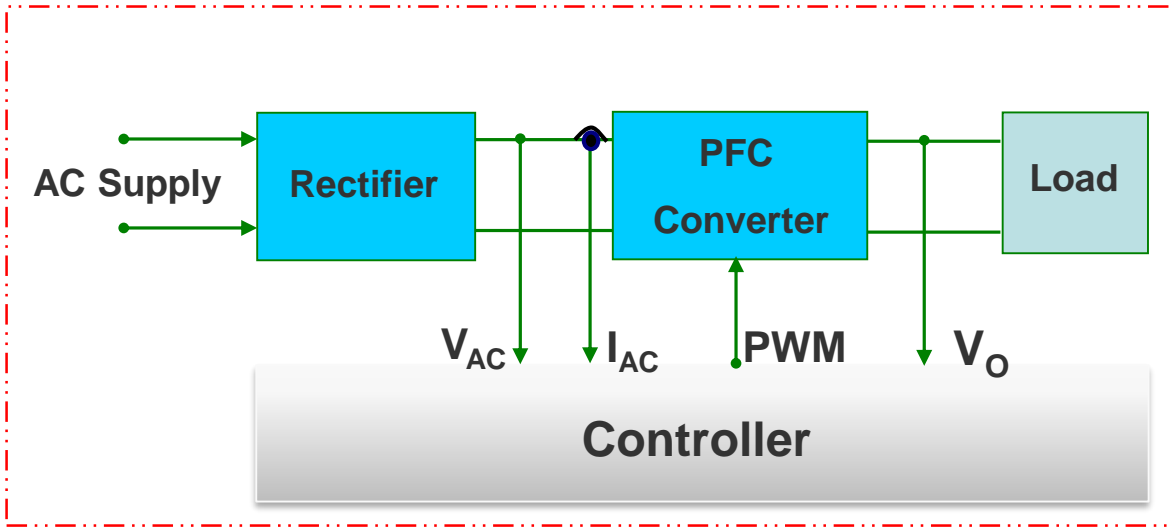 AC Supply
Rectifier
PFC
Converter
Load
VAC
IAC
PWM
VO
Controller